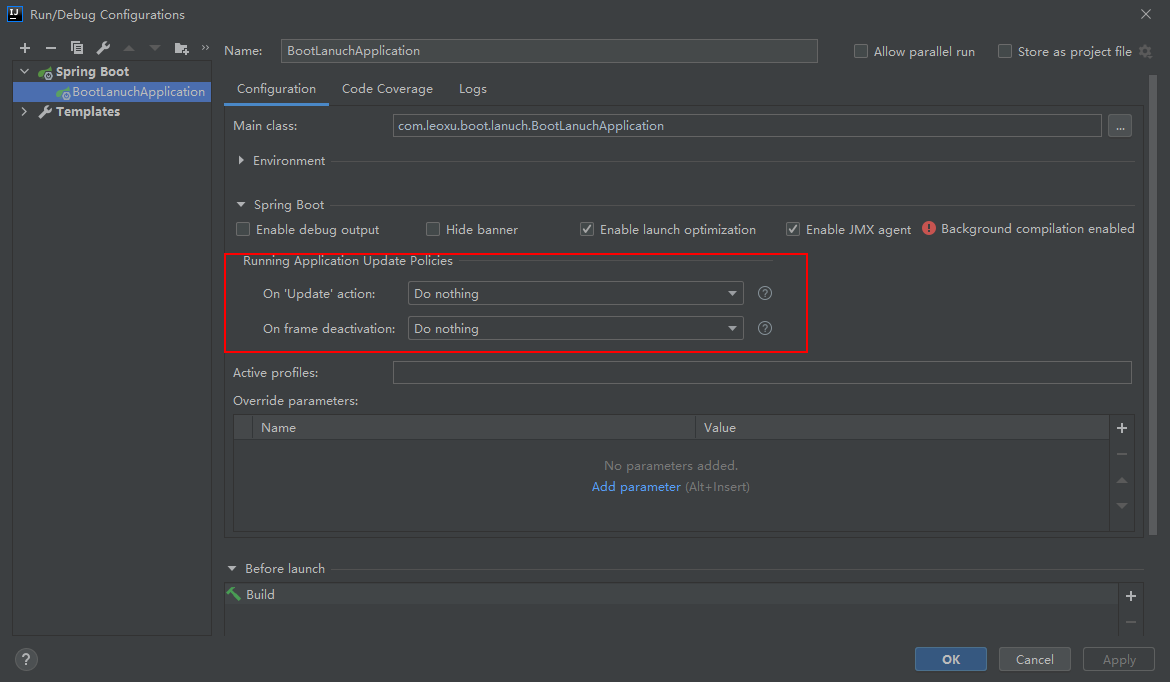 Run/Debug Configurations
Name: BootLanuchApplication Allow parallel run Store as project file
Spring Boot
BootLanuchApplication
Templates
Configuration Code Coverage Logs
Main class: com.leoxu.boot.lanuch.BootLanuchApplication ...
Environment
Spring Boot
Enable debug output Hide banner Enable launch optimization Enable JMX agent Background compilation enabled
Running Application Update Policies
On 'Update' action: Do nothing ?
On frame deactivation: Do nothing ?
Active profiles:
Override parameters:
Name Value
No parameters added.
Add parameter (Alt+Insert)
Before launch
Build
? OK Cancel Apply